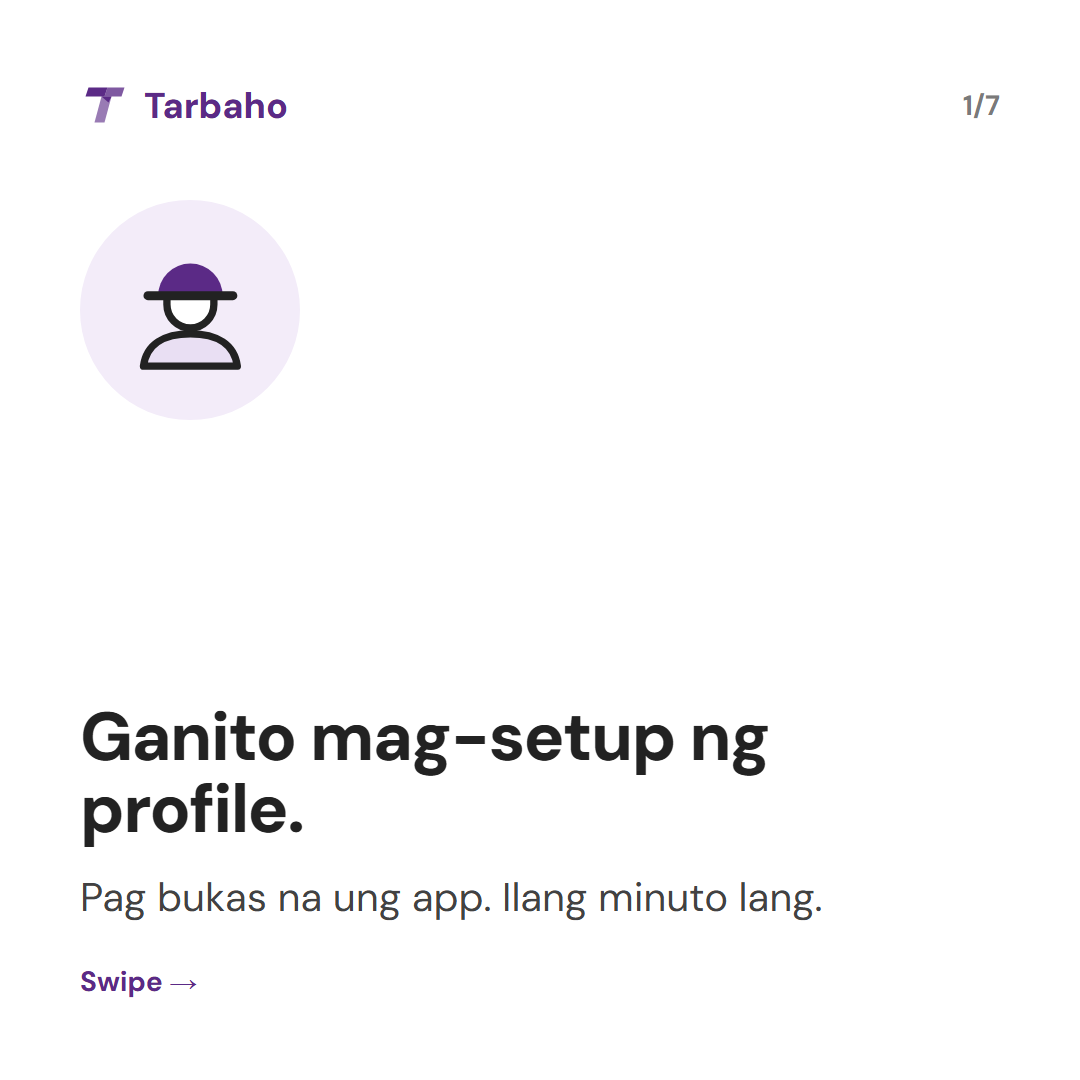 Tarbaho
1/7
Ganito mag-setup ng
profile.
Pag bukas na ung app. Ilang minuto lang.
Swipe →